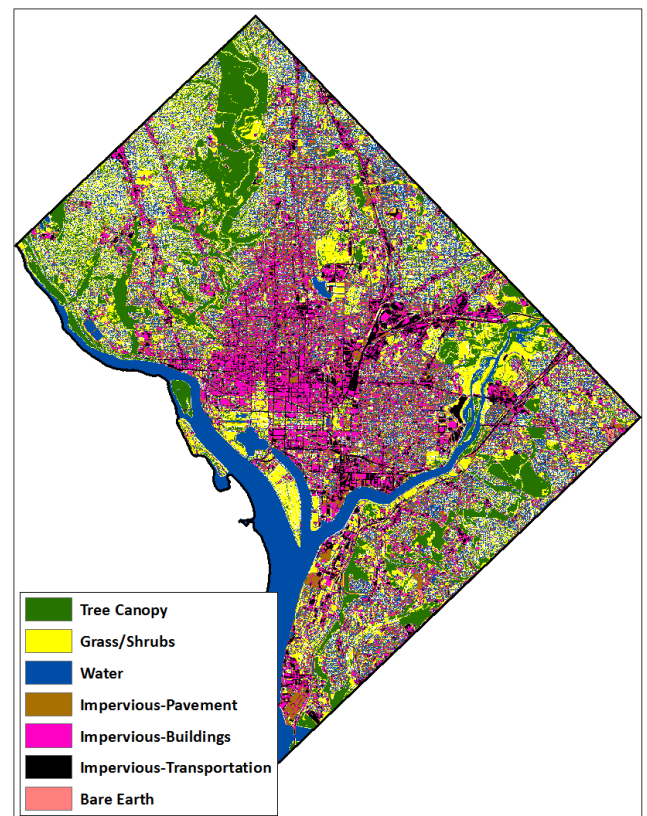 Tree Canopy
Grass/Shrubs
Water
Impervious-Pavement
Impervious-Buildings
Impervious-Transportation
Bare Earth